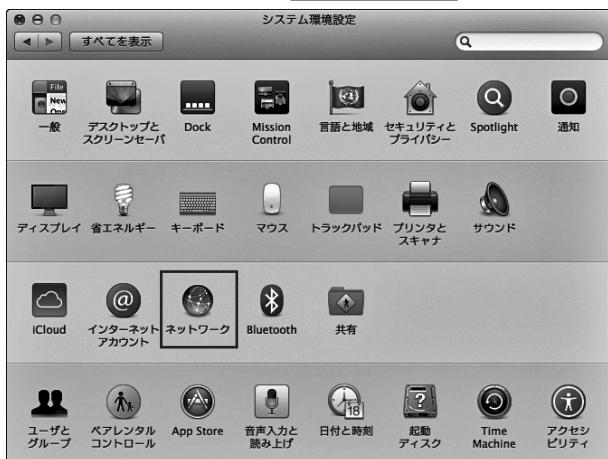 システム環境設定
すべてを表示
File
New
一般
デスクトップと
スクリーンセーバ
Dock
Mission
Control
言語と地域
セキュリティと
プライバシー
Spotlight
通知
ディスプレイ
省エネルギー
キーボード
マウス
トラックパッド
プリンタと
スキャナ
サウンド
iCloud
インターネット
アカウント
ネットワーク
Bluetooth
共有
ユーザと
グループ
ペアレンタル
コントロール
App Store
音声入力と
読み上げ
18
日付と時刻
起動
ディスク
Time
Machine
アクセシ
ビリティ